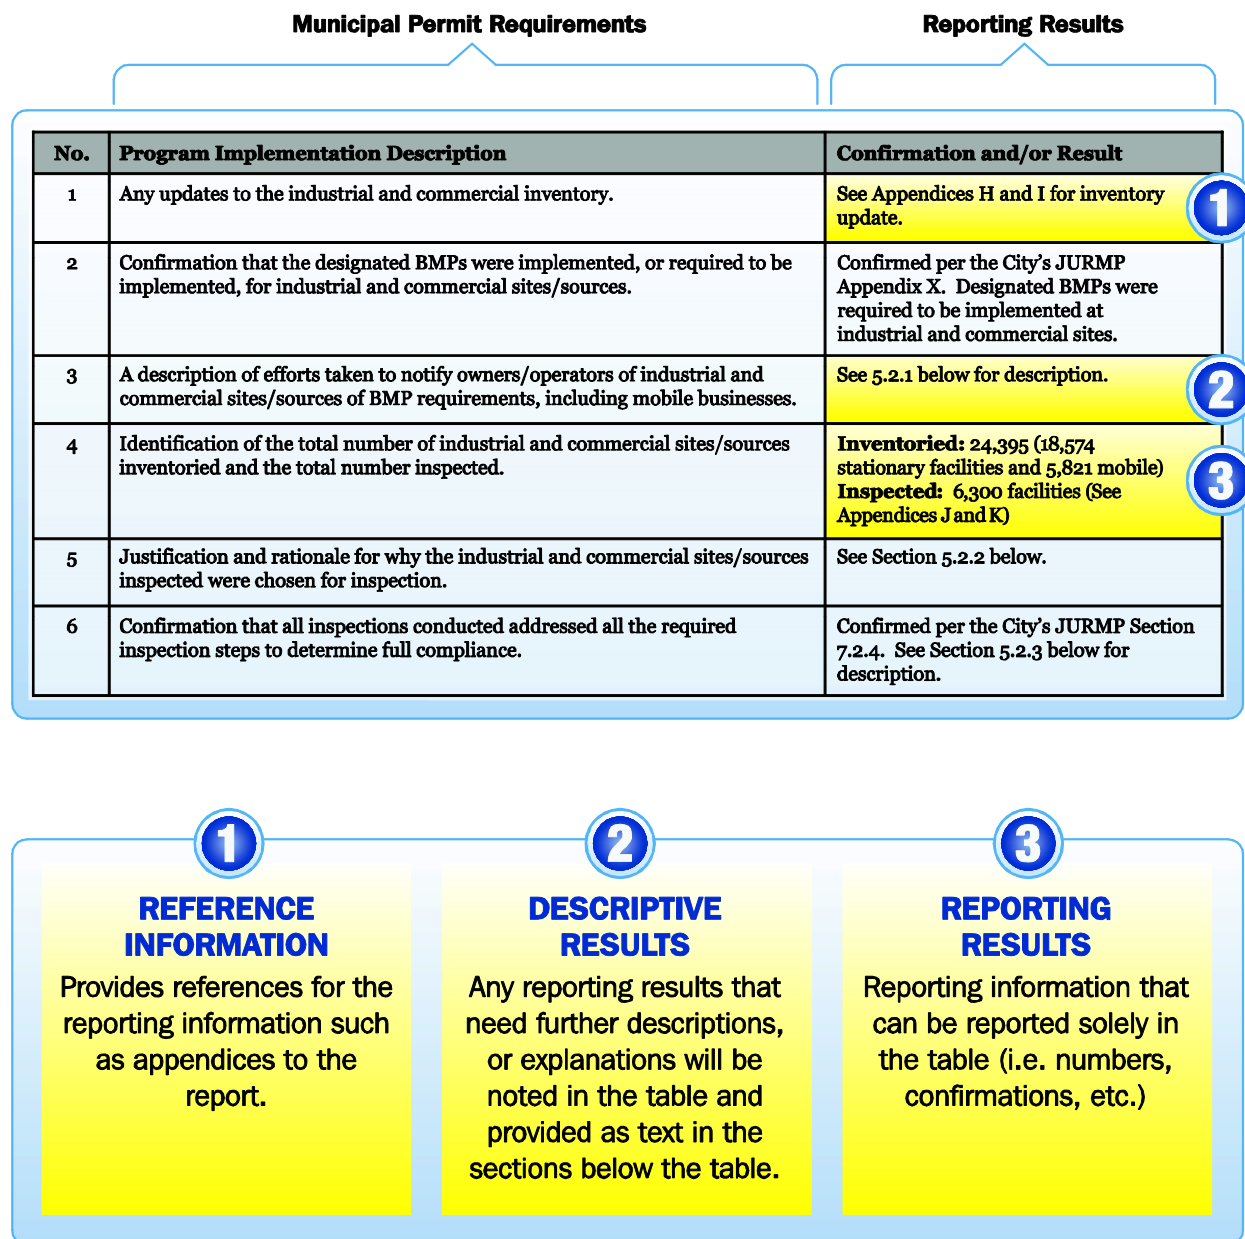 Municipal Permit Requirements
Reporting Results
No.
Program Implementation Description
Confirmation and/or Result
1
Any updates to the industrial and commercial inventory.
See Appendices H and I for inventory
update.
1
2
Confirmation that the designated BMPs were implemented, or required to be
implemented, for industrial and commercial sites/sources.
Confirmed per the City's JURMP
Appendix X.  Designated BMPs were
required to be implemented at
industrial and commercial sites.
3
A description of efforts taken to notify owners/operators of industrial and
commercial sites/sources of BMP requirements, including mobile businesses.
See 5.2.1 below for description.
2
4
Identification of the total number of industrial and commercial sites/sources
inventoried and the total number inspected.
Inventoried: 24,395 (18,574
stationary facilities and 5,821 mobile)
Inspected:  6,300 facilities (See
Appendices J and K)
3
5
Justification and rationale for why the industrial and commercial sites/sources
inspected were chosen for inspection.
See Section 5.2.2 below.
6
Confirmation that all inspections conducted addressed all the required
inspection steps to determine full compliance.
Confirmed per the City's JURMP Section
7.2.4.  See Section 5.2.3 below for
description.
1
REFERENCE
INFORMATION
Provides references for the
reporting information such
as appendices to the
report.
2
DESCRIPTIVE
RESULTS
Any reporting results that
need further descriptions,
or explanations will be
noted in the table and
provided as text in the
sections below the table.
3
REPORTING
RESULTS
Reporting information that
can be reported solely in
the table (i.e. numbers,
confirmations, etc.)